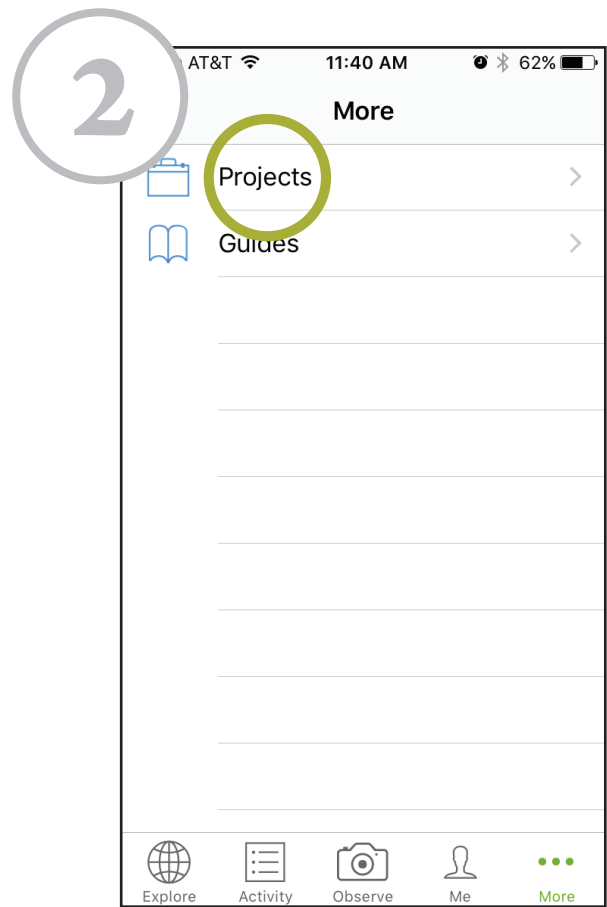 2
AT&T 11:40 AM 62%
More
Projects
Guides
Explore Activity Observe Me More